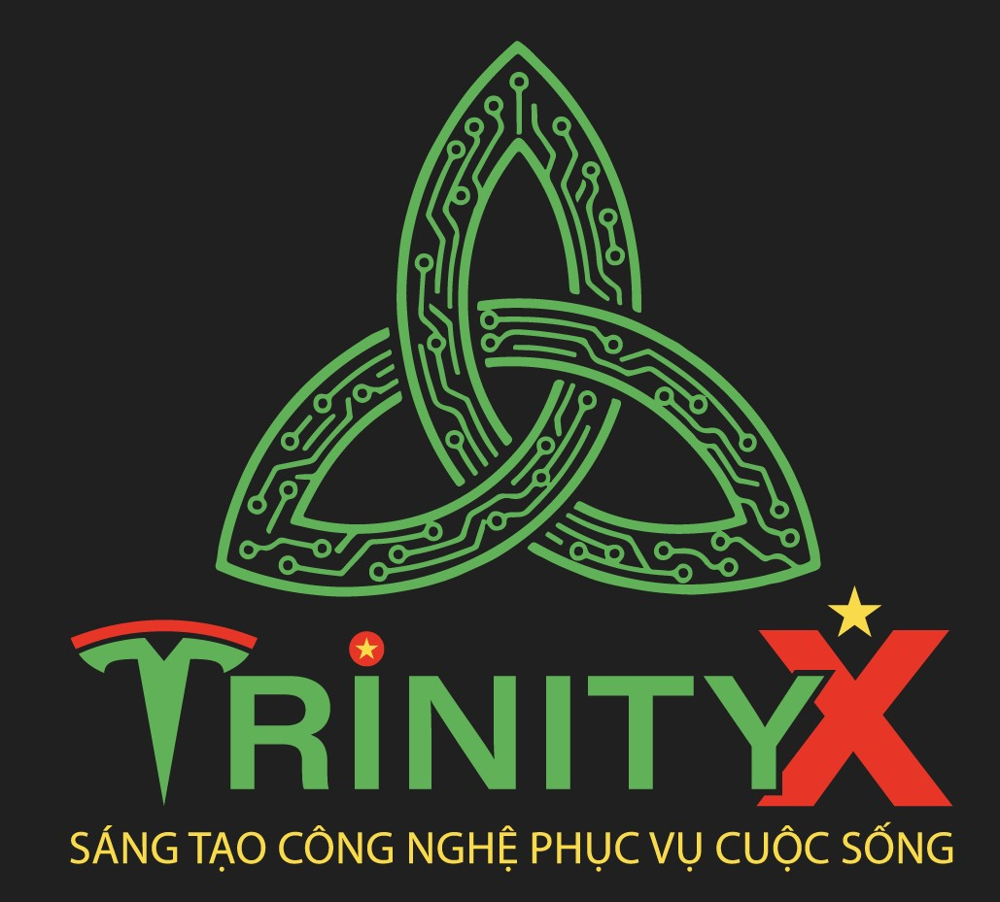 TRiNITYX
SÁNG TẠO CÔNG NGHỆ PHỤC VỤ CUỘC SỐNG